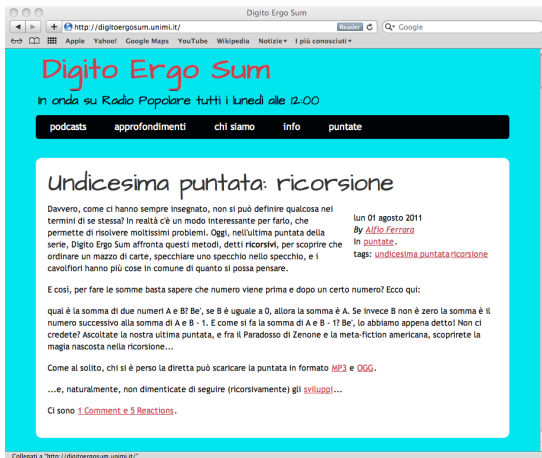 Digito Ergo Sum
http://digitoergosum.unimi.it/
Reader
Google
Apple Yahoo! Google Maps YouTube Wikipedia Notizie I più conosciuti
Digito Ergo Sum
In onda su Radio Popolare tutti i lunedì alle 12:00
podcasts approfondimenti chi siamo info puntate
Undicesima puntata: ricorsione
Davvero, come ci hanno sempre insegnato, non si può definire qualcosa nei
termini di se stessa? In realtà c'è un modo interessante per farlo, che
permette di risolvere moltissimi problemi. Oggi, nell'ultima puntata della
serie, Digito Ergo Sum affronta questi metodi, detti ricorsivi, per scoprire che
ordinare un mazzo di carte, specchiare uno specchio nello specchio, e i
cavolfiori hanno più cose in comune di quanto si possa pensare.
lun 01 agosto 2011
By Alfio Ferrara
In puntate.
tags: undicesima puntata ricorsione
E così, per fare le somme basta sapere che numero viene prima e dopo un certo numero? Ecco qui:
qual è la somma di due numeri A e B? Be', se B è uguale a 0, allora la somma è A. Se invece B non è zero la somma è il
numero successivo alla somma di A e B - 1. E come si fa la somma di A e B - 1? Be', lo abbiamo appena detto! Non ci
credete? Ascoltate la nostra ultima puntata, e fra il Paradosso di Zenone e la meta-fiction americana, scoprirete la
magia nascosta nella ricorsione...
Come al solito, chi si è perso la diretta può scaricare la puntata in formato MP3 e OGG.
...e, naturalmente, non dimenticate di seguire (ricorsivamente) gli sviluppi...
Ci sono 1 Comment e 5 Reactions.
Collegati a "http://digitoergosum.unimi.it/"